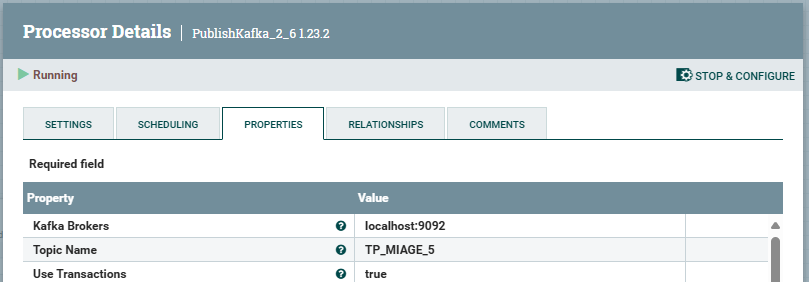 Processor Details | PublishKafka_2_6 1.23.2
Running
STOP & CONFIGURE
SETTINGS SCHEDULING PROPERTIES RELATIONSHIPS COMMENTS
Required field
Property Value
Kafka Brokers ? localhost:9092
Topic Name ? TP_MIAGE_5
Use Transactions ? true